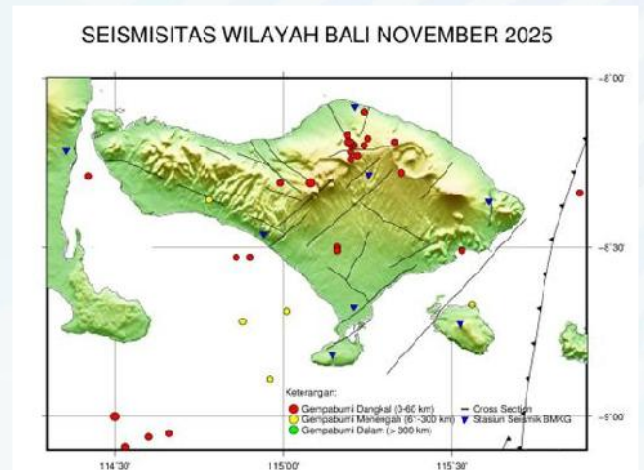 SEISMISITAS WILAYAH BALI NOVEMBER 2025
-8°00'
-8°30'
-9°00'
114°30'
115°00'
115°30'
Keterangan:
Gempabumi Dangkal (0-60 km)
Gempabumi Menengah (61-300 km)
Gempabumi Dalam (> 300 km)
Cross Section
Stasiun Seismik BMKG